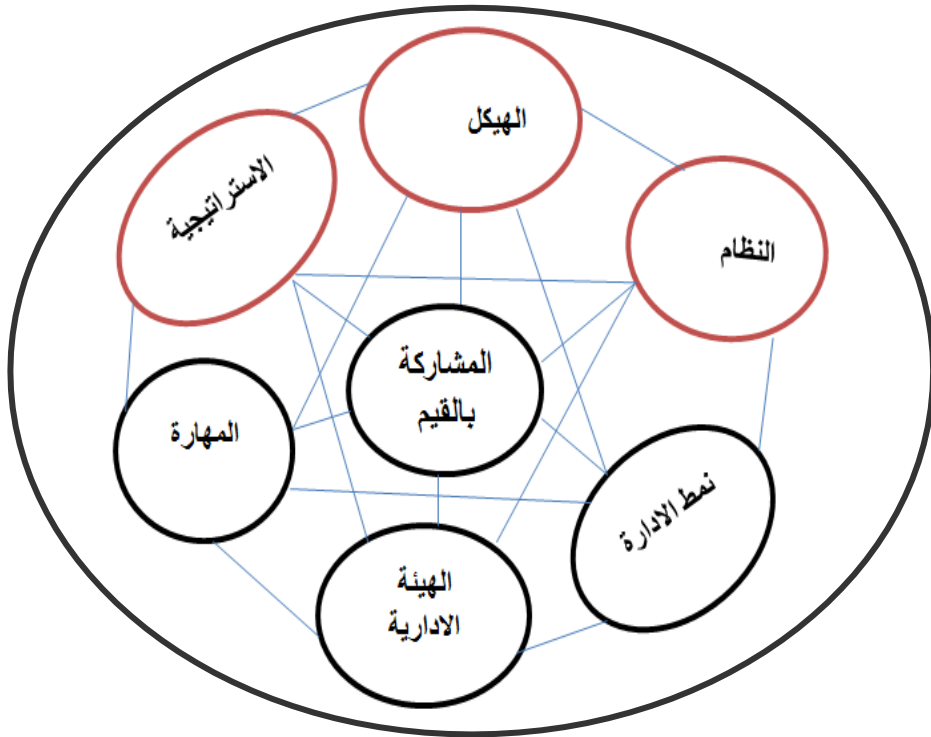 الهيكل
الاستراتيجية
النظام
المشاركة
بالقيم
المهارة
نمط الادارة
الهيئة
الادارية